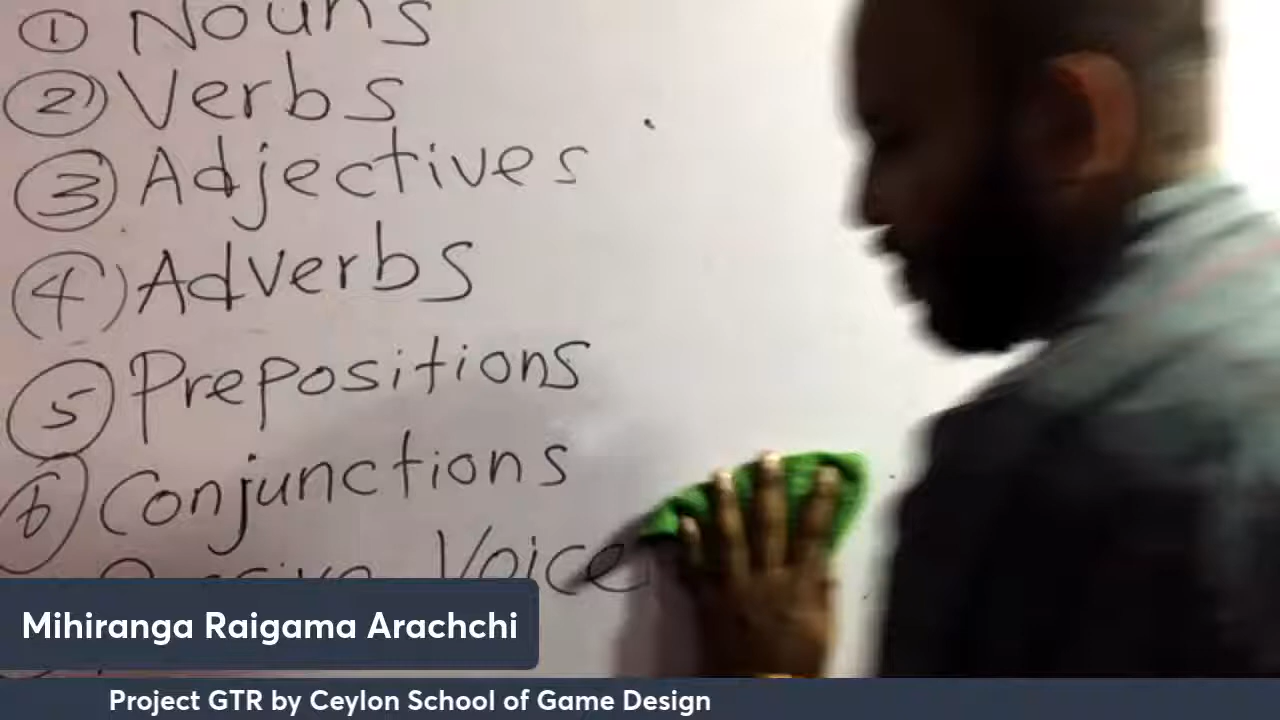 ① Nouns
② Verbs
③ Adjectives
④ Adverbs
⑤ Prepositions
⑥ Conjunctions
Passive Voice
Mihiranga Raigama Arachchi
Project GTR by Ceylon School of Game Design